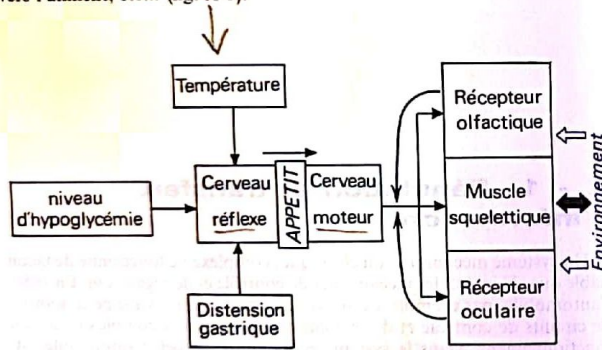 Température
Récepteur
olfactique
niveau
d'hypoglycémie
Cerveau
réflexe
APPETIT
Cerveau
moteur
Muscle
squelettique
Environnement
Distension
gastrique
Récepteur
oculaire